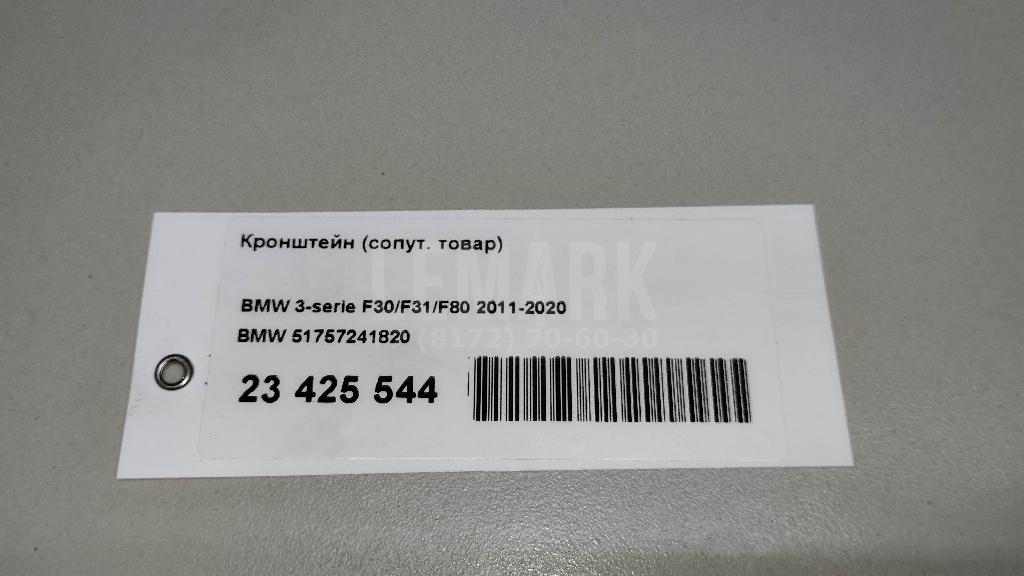 Кронштейн (сопут. товар)
LEMARK
BMW 3-serie F30/F31/F80 2011-2020
BMW 51757241820
(8172) 70-60-30
23 425 544